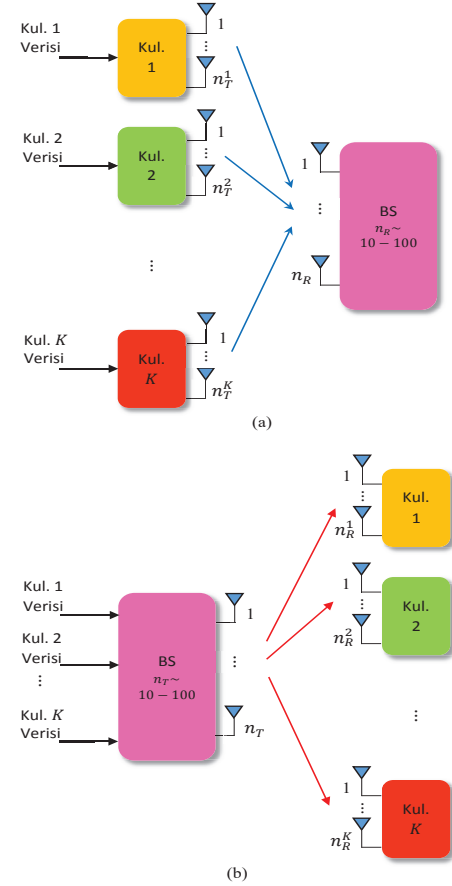 Kul. 1
Verisi
Kul.
1
1
⋮
$n_T^1$
Kul. 2
Verisi
Kul.
2
1
⋮
$n_T^2$
⋮
Kul. K
Verisi
Kul.
K
1
⋮
$n_T^K$
1
⋮
$n_R$
BS
$n_R$~
10 − 100
(a)
Kul. 1
Verisi
Kul. 2
Verisi
⋮
Kul. K
Verisi
BS
$n_T$~
10 − 100
1
⋮
$n_T$
1
⋮
$n_R^1$
Kul.
1
1
⋮
$n_R^2$
Kul.
2
⋮
1
⋮
$n_R^K$
Kul.
K
(b)